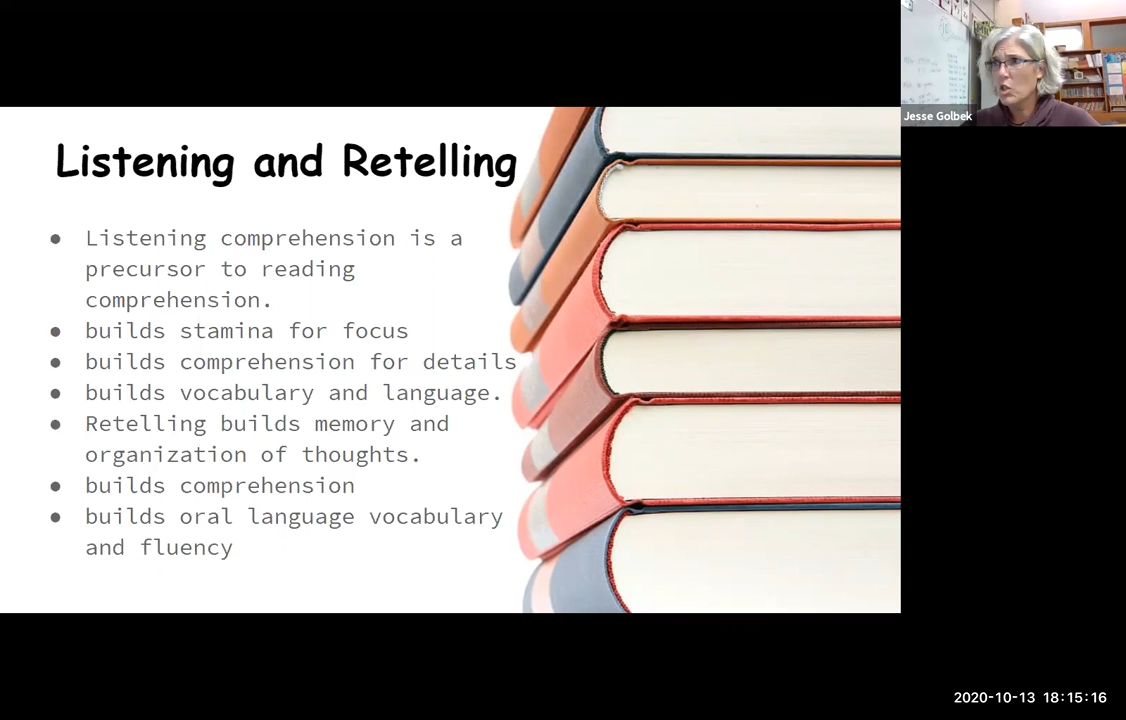 Listening and Retelling
● Listening comprehension is a
precursor to reading
comprehension.
● builds stamina for focus
● builds comprehension for details
● builds vocabulary and language.
● Retelling builds memory and
organization of thoughts.
● builds comprehension
● builds oral language vocabulary
and fluency
Jesse Golbek
2020-10-13 18:15:16